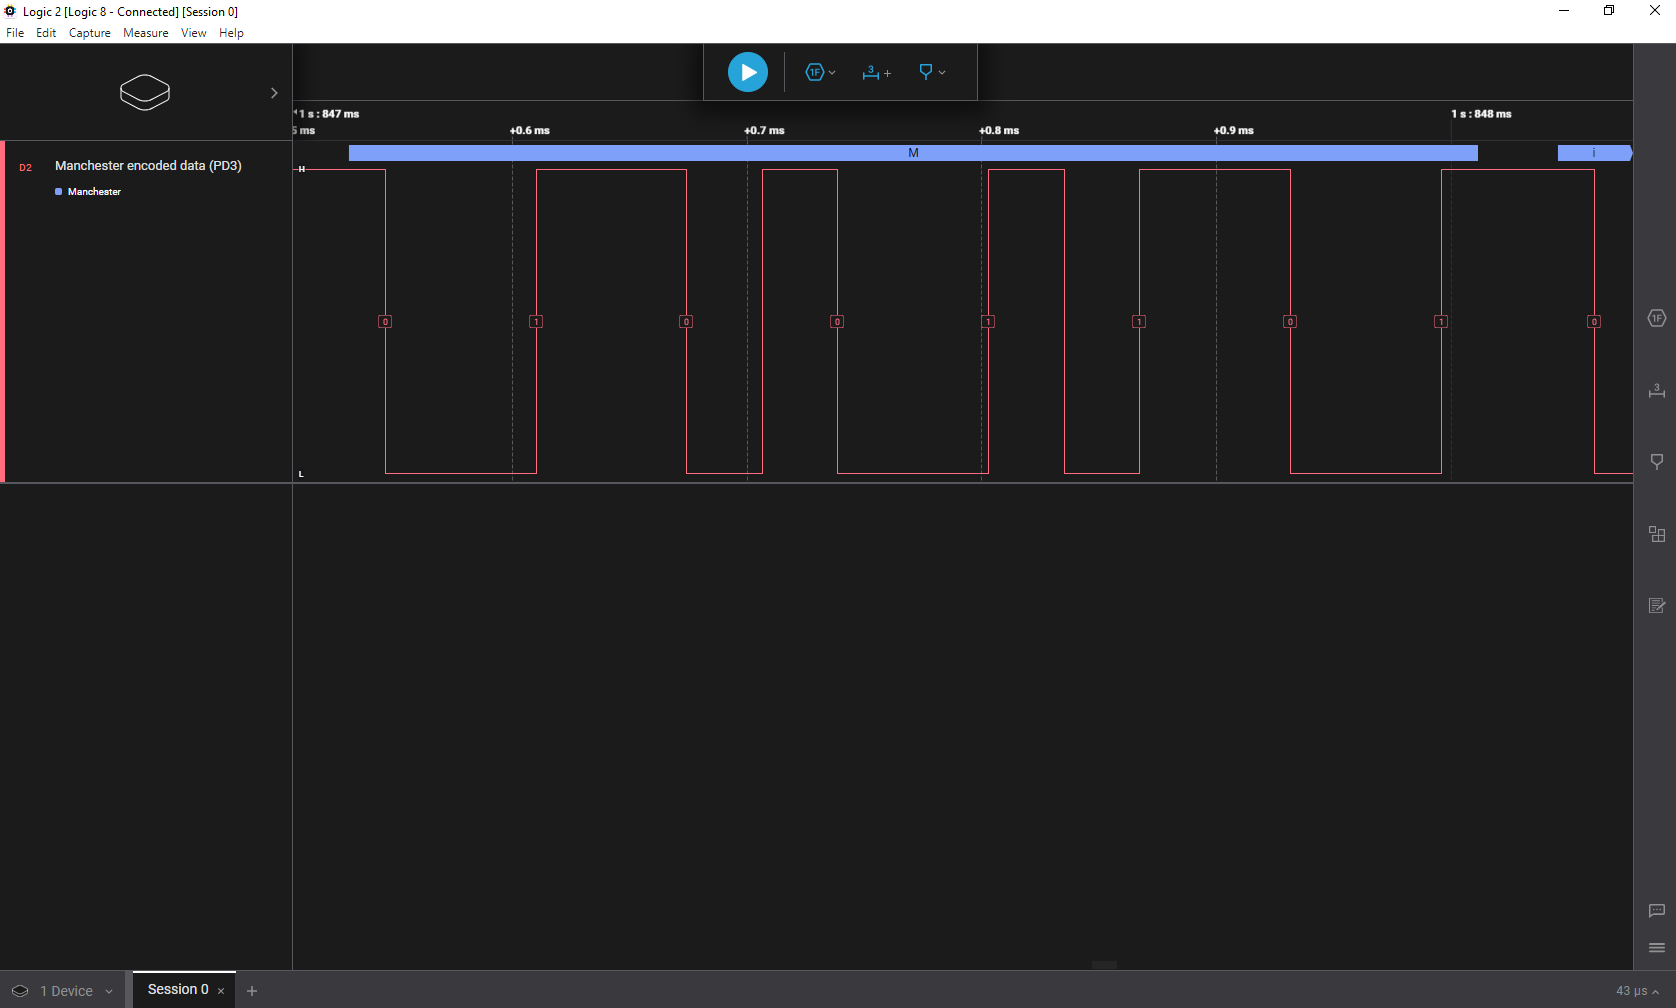 Logic 2 [Logic 8 - Connected] [Session 0]
File Edit Capture Measure View Help
1F 3 +
1 s : 847 ms 1 s : 848 ms
5 ms +0.6 ms +0.7 ms +0.8 ms +0.9 ms
M i
D2 Manchester encoded data (PD3)
H
Manchester
0 1 0 0 1 1 0 1 0
L
1F
3
1 Device Session 0 × + 43 µs